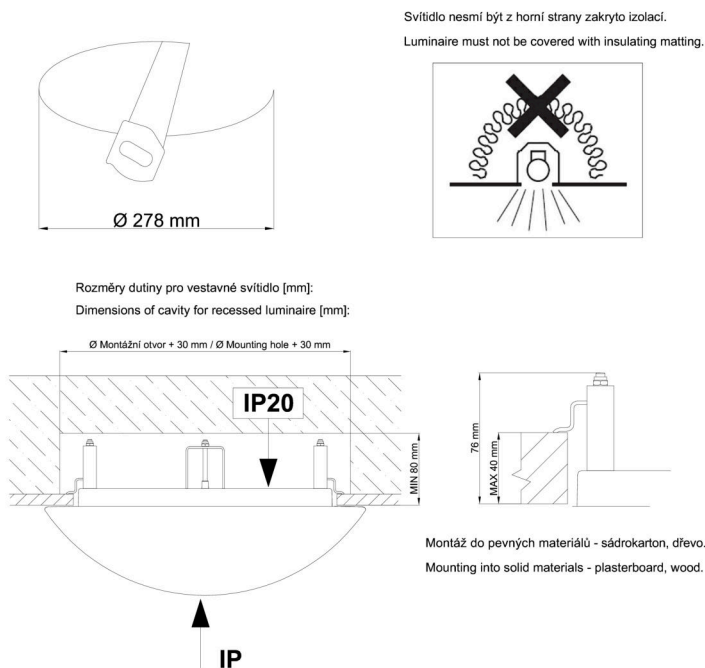 Svítidlo nesmí být z horní strany zakryto izolací.
Luminaire must not be covered with insulating matting.
Ø 278 mm
Rozměry dutiny pro vestavné svítidlo [mm]:
Dimensions of cavity for recessed luminaire [mm]:
Ø Montážní otvor + 30 mm / Ø Mounting hole + 30 mm
IP20
MIN 80 mm
76 mm
MAX 40 mm
Montáž do pevných materiálů - sádrokarton, dřevo.
Mounting into solid materials - plasterboard, wood.
IP